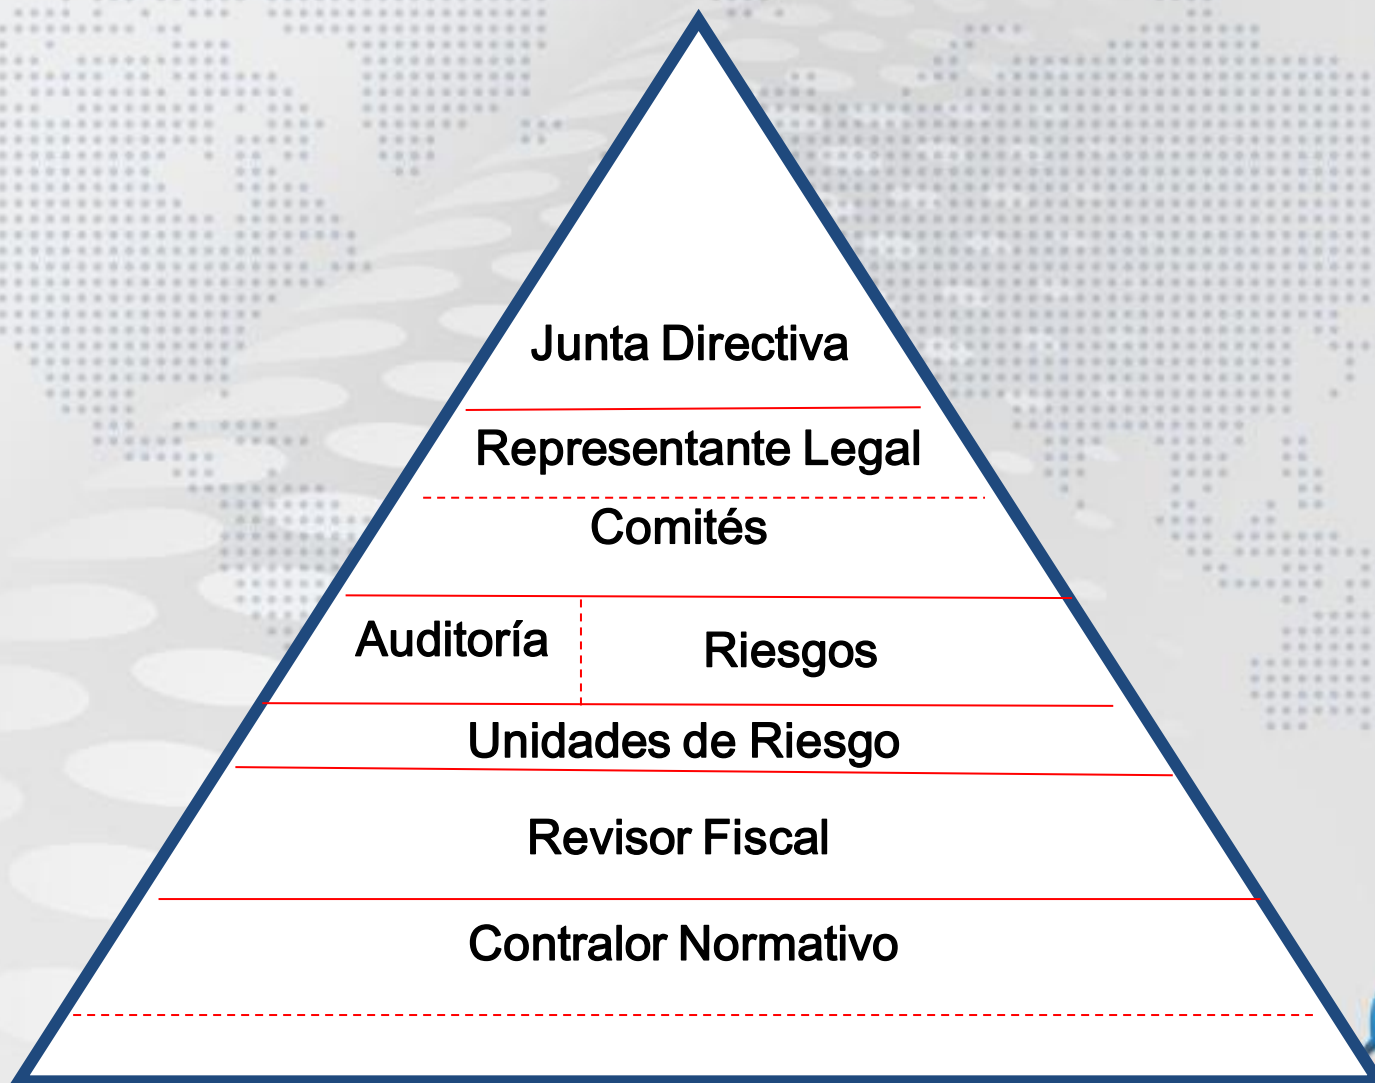 Junta Directiva
Representante Legal
Comités
Auditoría
Riesgos
Unidades de Riesgo
Revisor Fiscal
Contralor Normativo